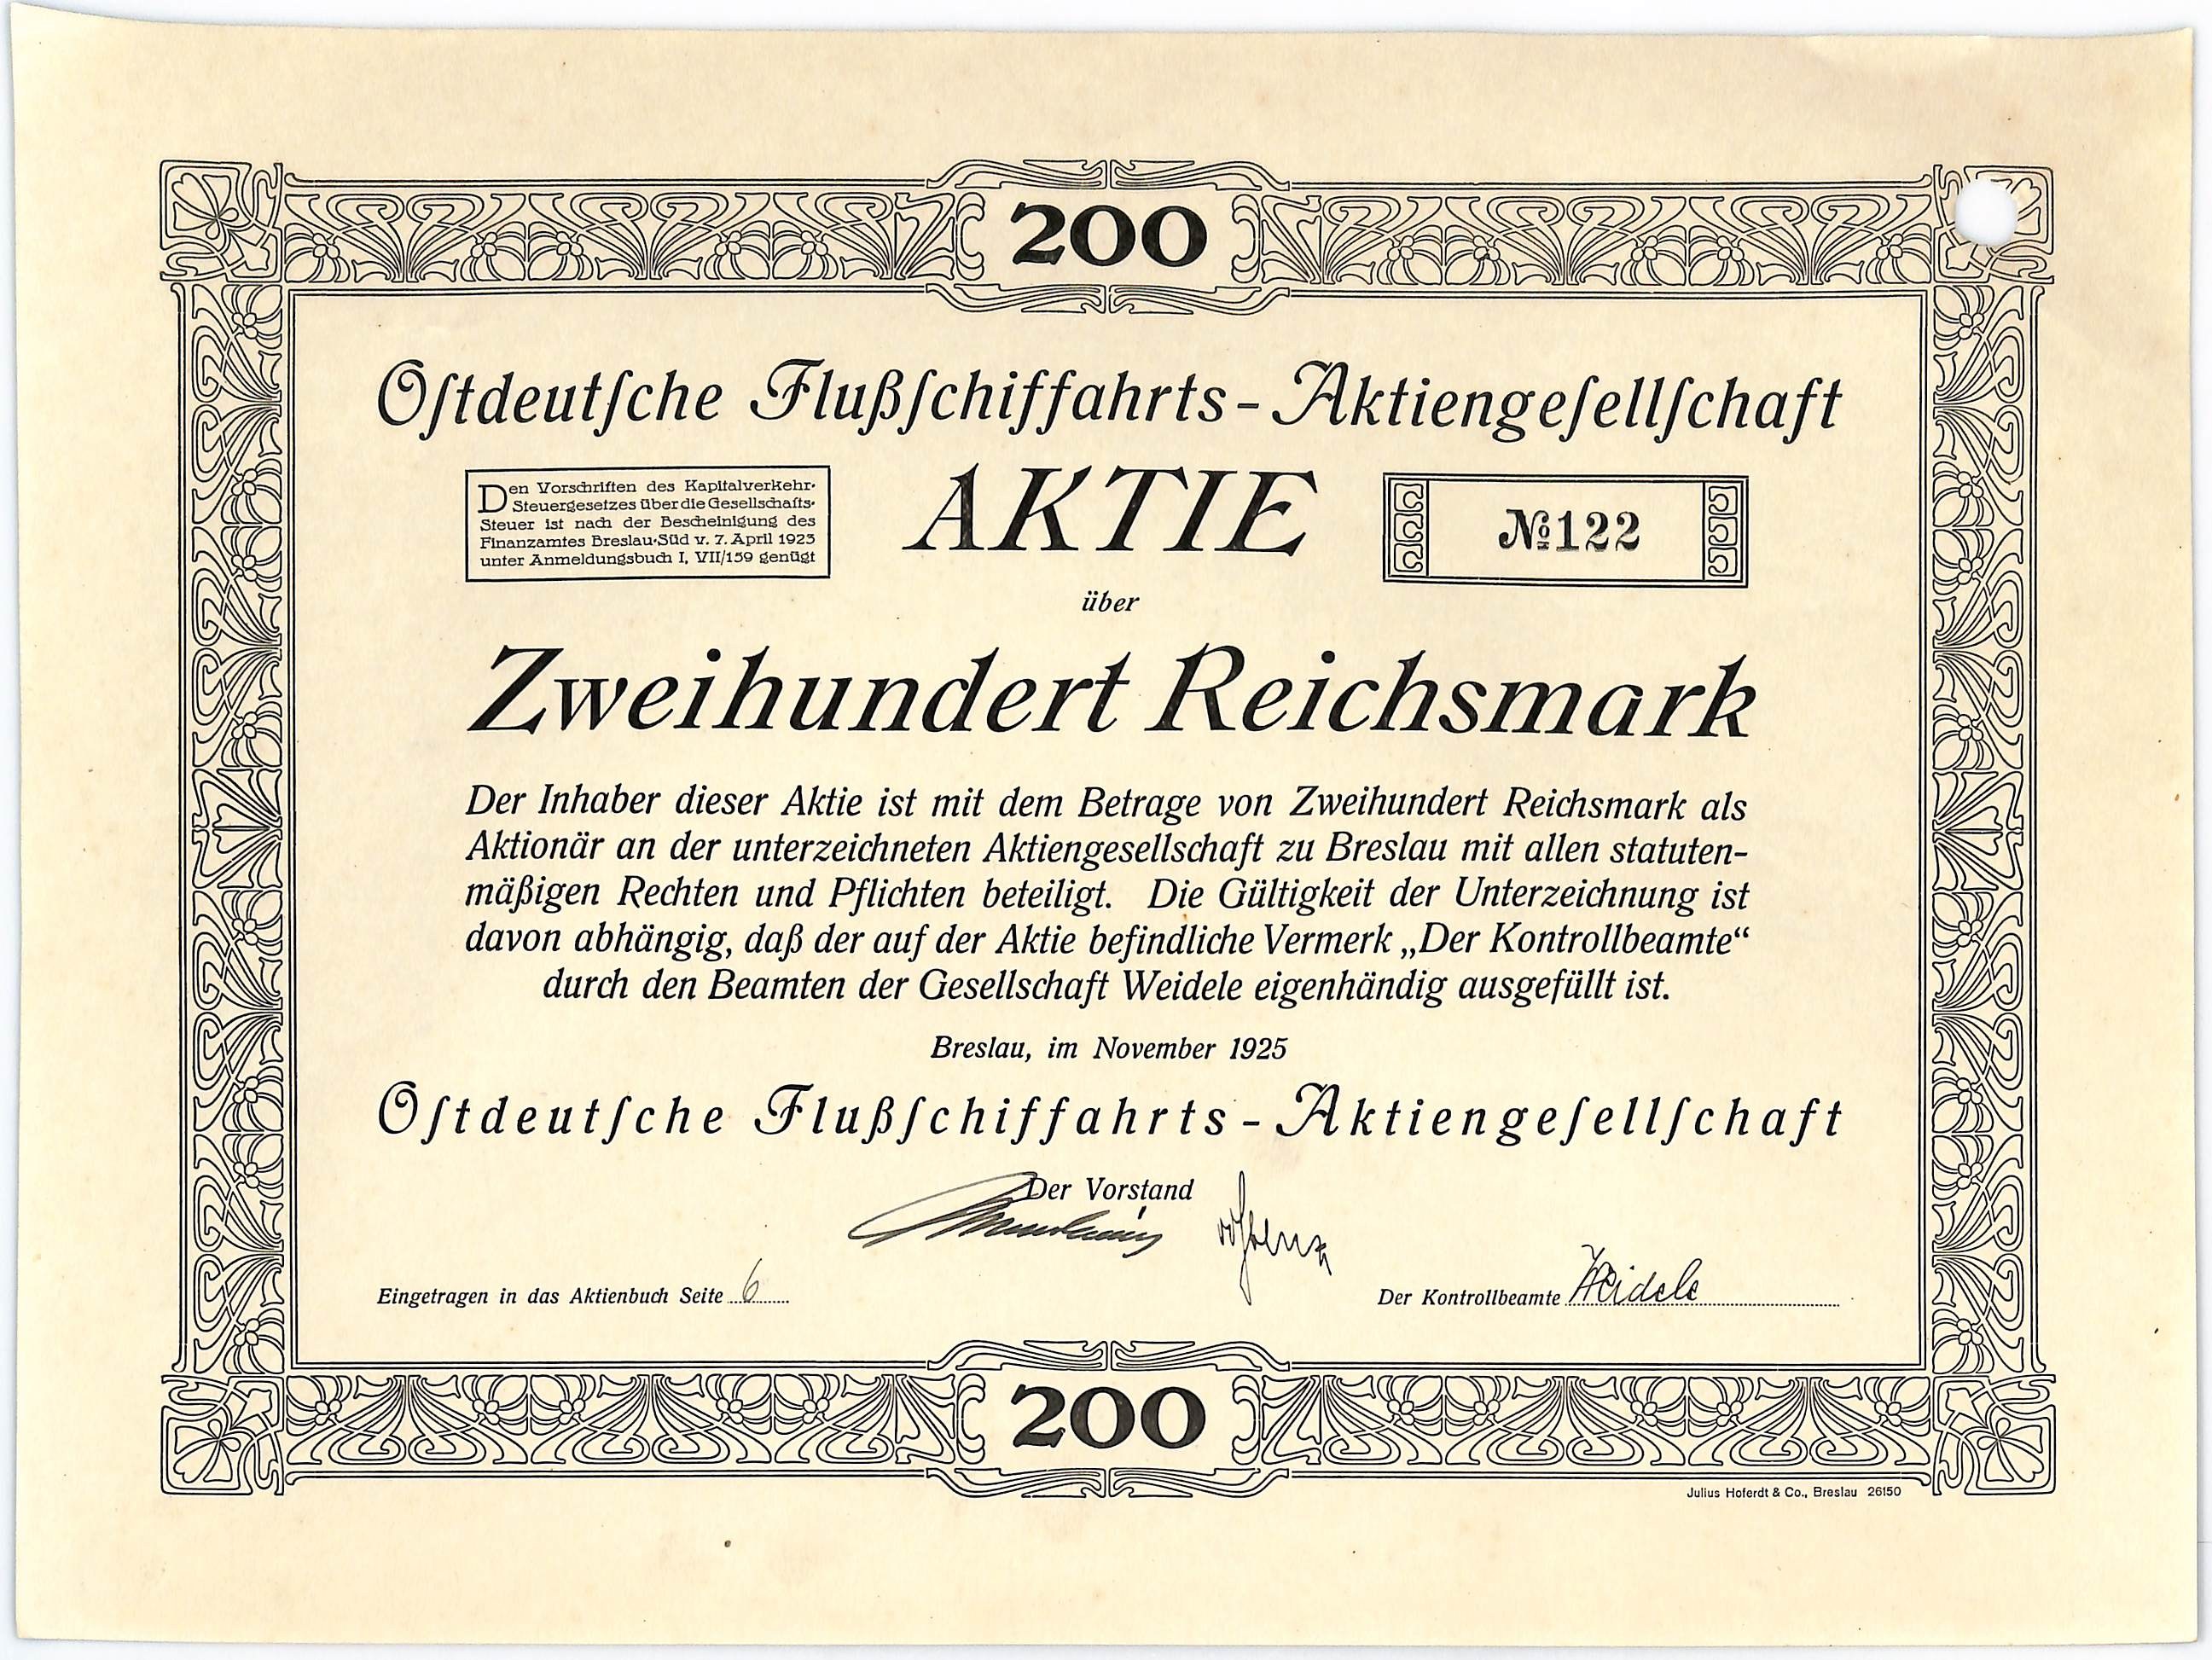 200
Oſtdeutſche Flußſchiffahrts-Aktiengeſellſchaft
Den Vorschriften des Kapitalverkehr-
Steuergesetzes über die Gesellschafts-
Steuer ist nach der Bescheinigung des
Finanzamtes Breslau-Süd v. 7. April 1923
unter Anmeldungsbuch I, VII/159 genügt
AKTIE
№ 122
über
Zweihundert Reichsmark
Der Inhaber dieser Aktie ist mit dem Betrage von Zweihundert Reichsmark als
Aktionär an der unterzeichneten Aktiengesellschaft zu Breslau mit allen statuten-
mäßigen Rechten und Pflichten beteiligt. Die Gültigkeit der Unterzeichnung ist
davon abhängig, daß der auf der Aktie befindliche Vermerk „Der Kontrollbeamte“
durch den Beamten der Gesellschaft Weidele eigenhändig ausgefüllt ist.
Breslau, im November 1925
Oſtdeutſche Flußſchiffahrts-Aktiengeſellſchaft
Der Vorstand
Eingetragen in das Aktienbuch Seite 6
Der Kontrollbeamte Weidele
200
Julius Hoferdt & Co., Breslau 26150